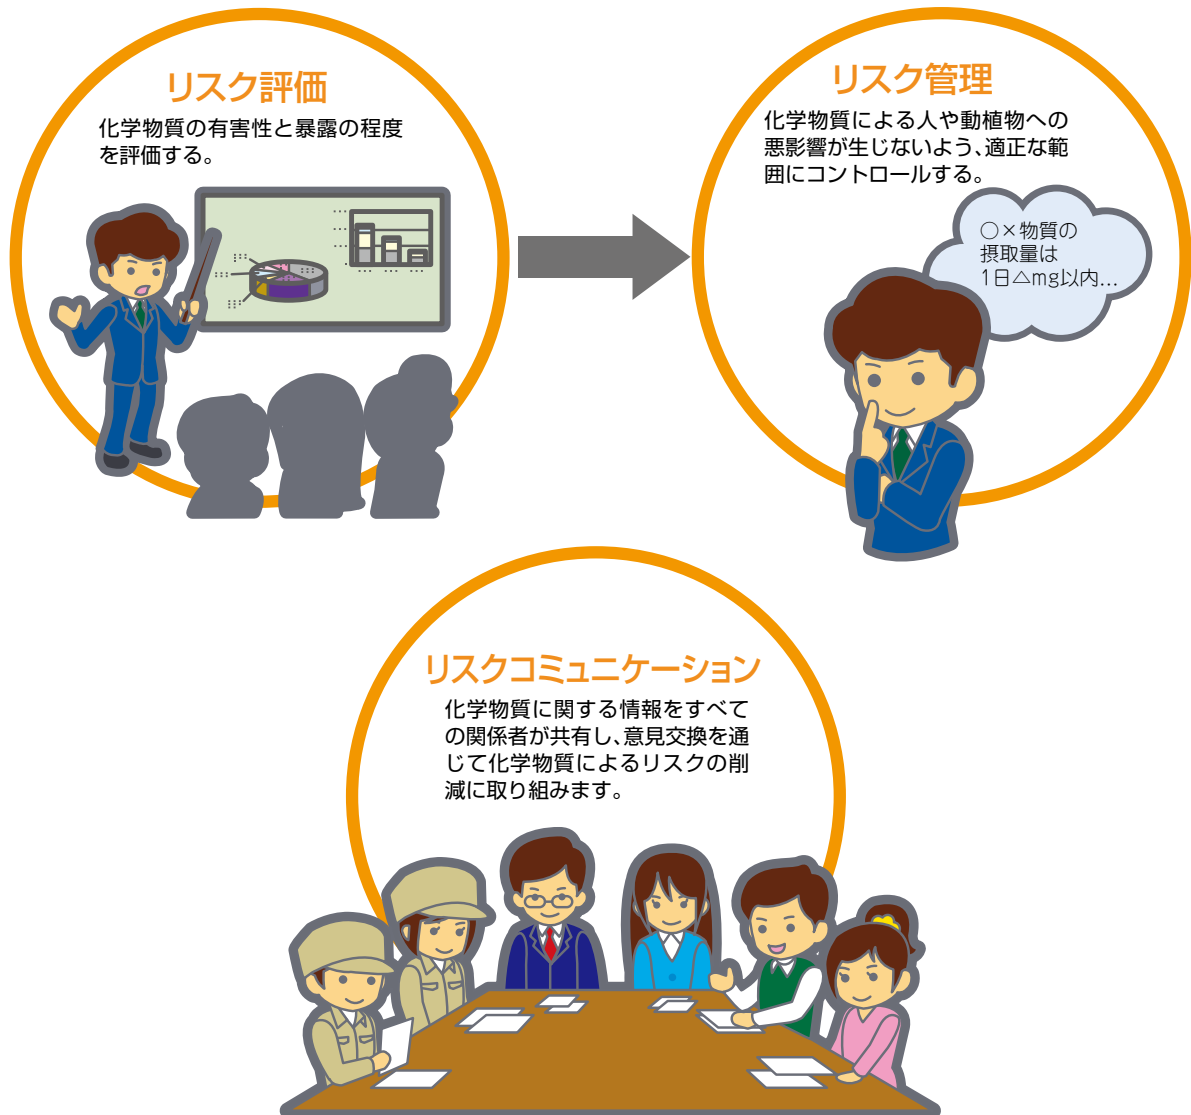 リスク評価
化学物質の有害性と暴露の程度
を評価する。
リスク管理
化学物質による人や動植物への
悪影響が生じないよう、適正な範
囲にコントロールする。
○×物質の
摂取量は
1日△mg以内…
リスクコミュニケーション
化学物質に関する情報をすべて
の関係者が共有し、意見交換を通
じて化学物質によるリスクの削
減に取り組みます。